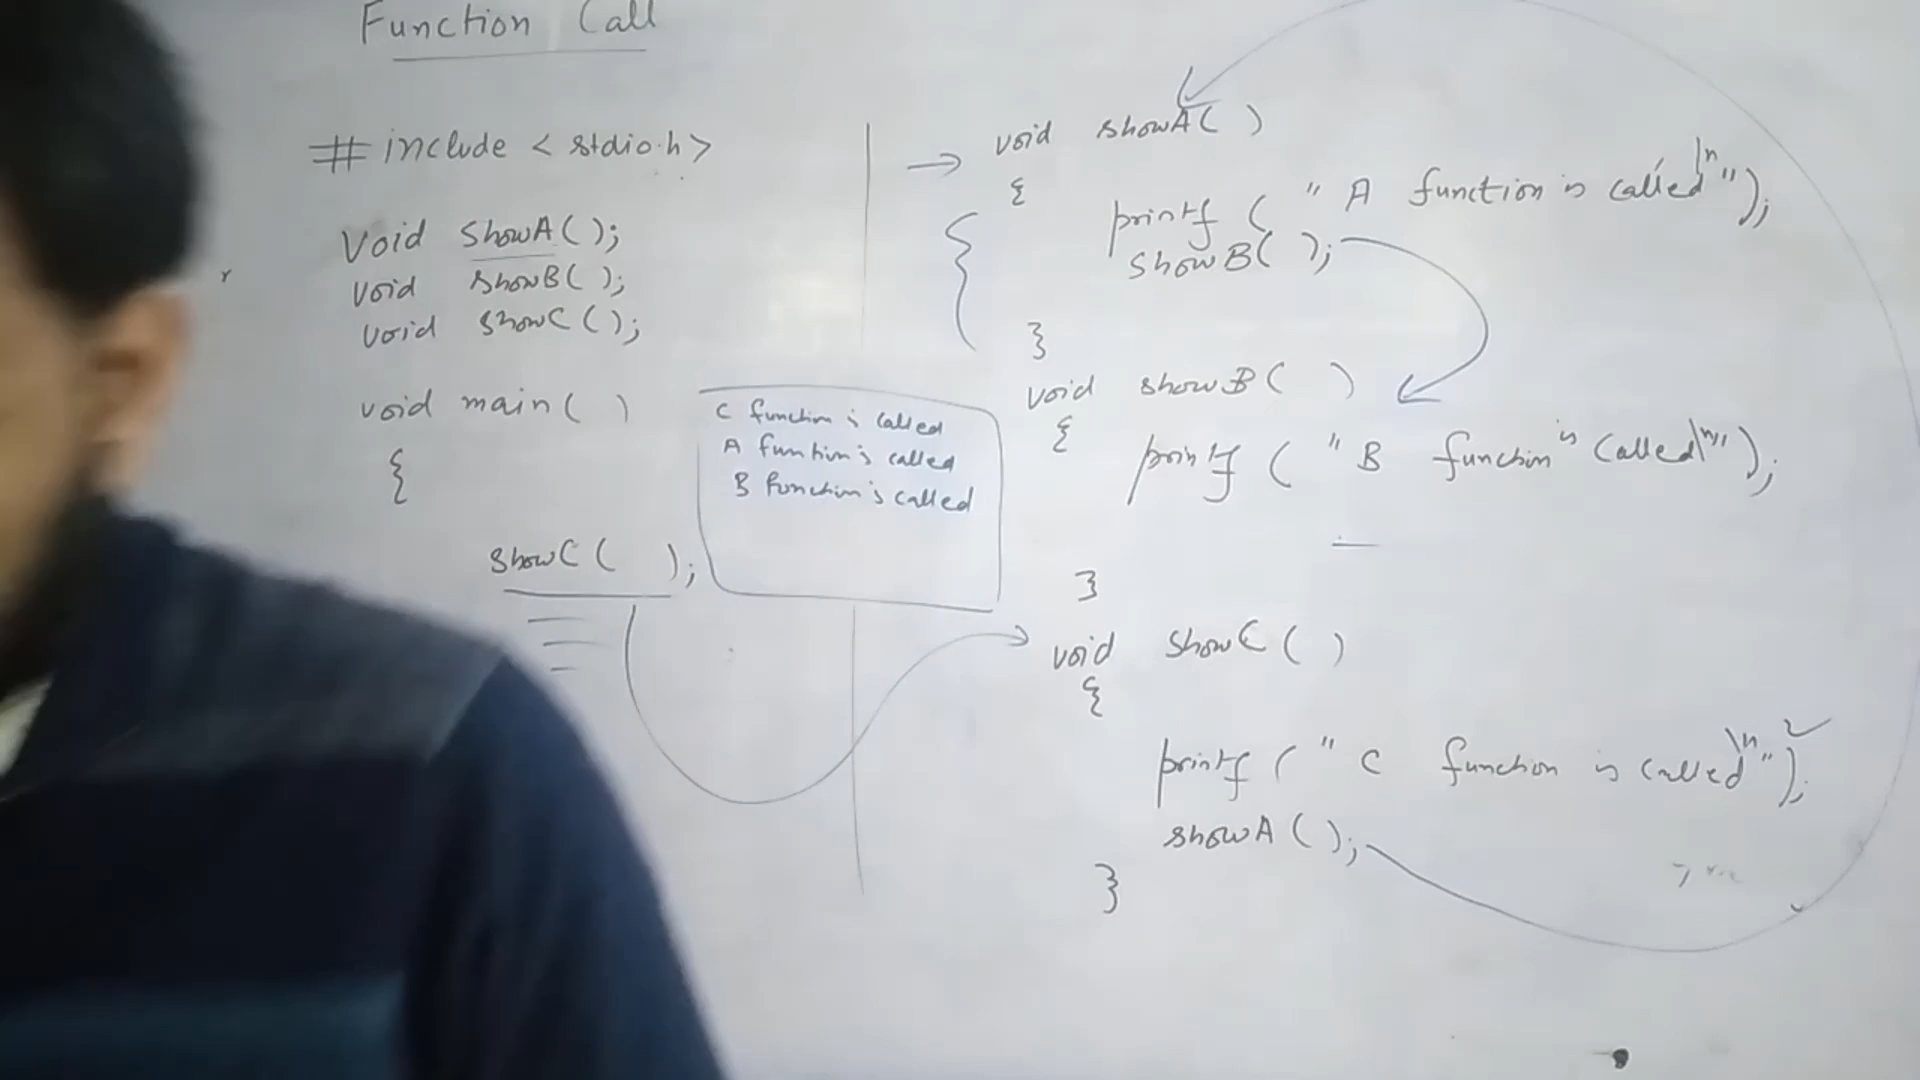 Function Call
#include <stdio.h>
void showA();
void showB();
void showC();
void main( )
{
showC( );
C function is called
A function is called
B function is called
void showA( )
{
printf ( " A function is called\n");
showB( );
}
void showB( )
{
printf ( " B function is called\n");
}
void showC ( )
{
printf ( " C function is called\n");
showA ( );
}